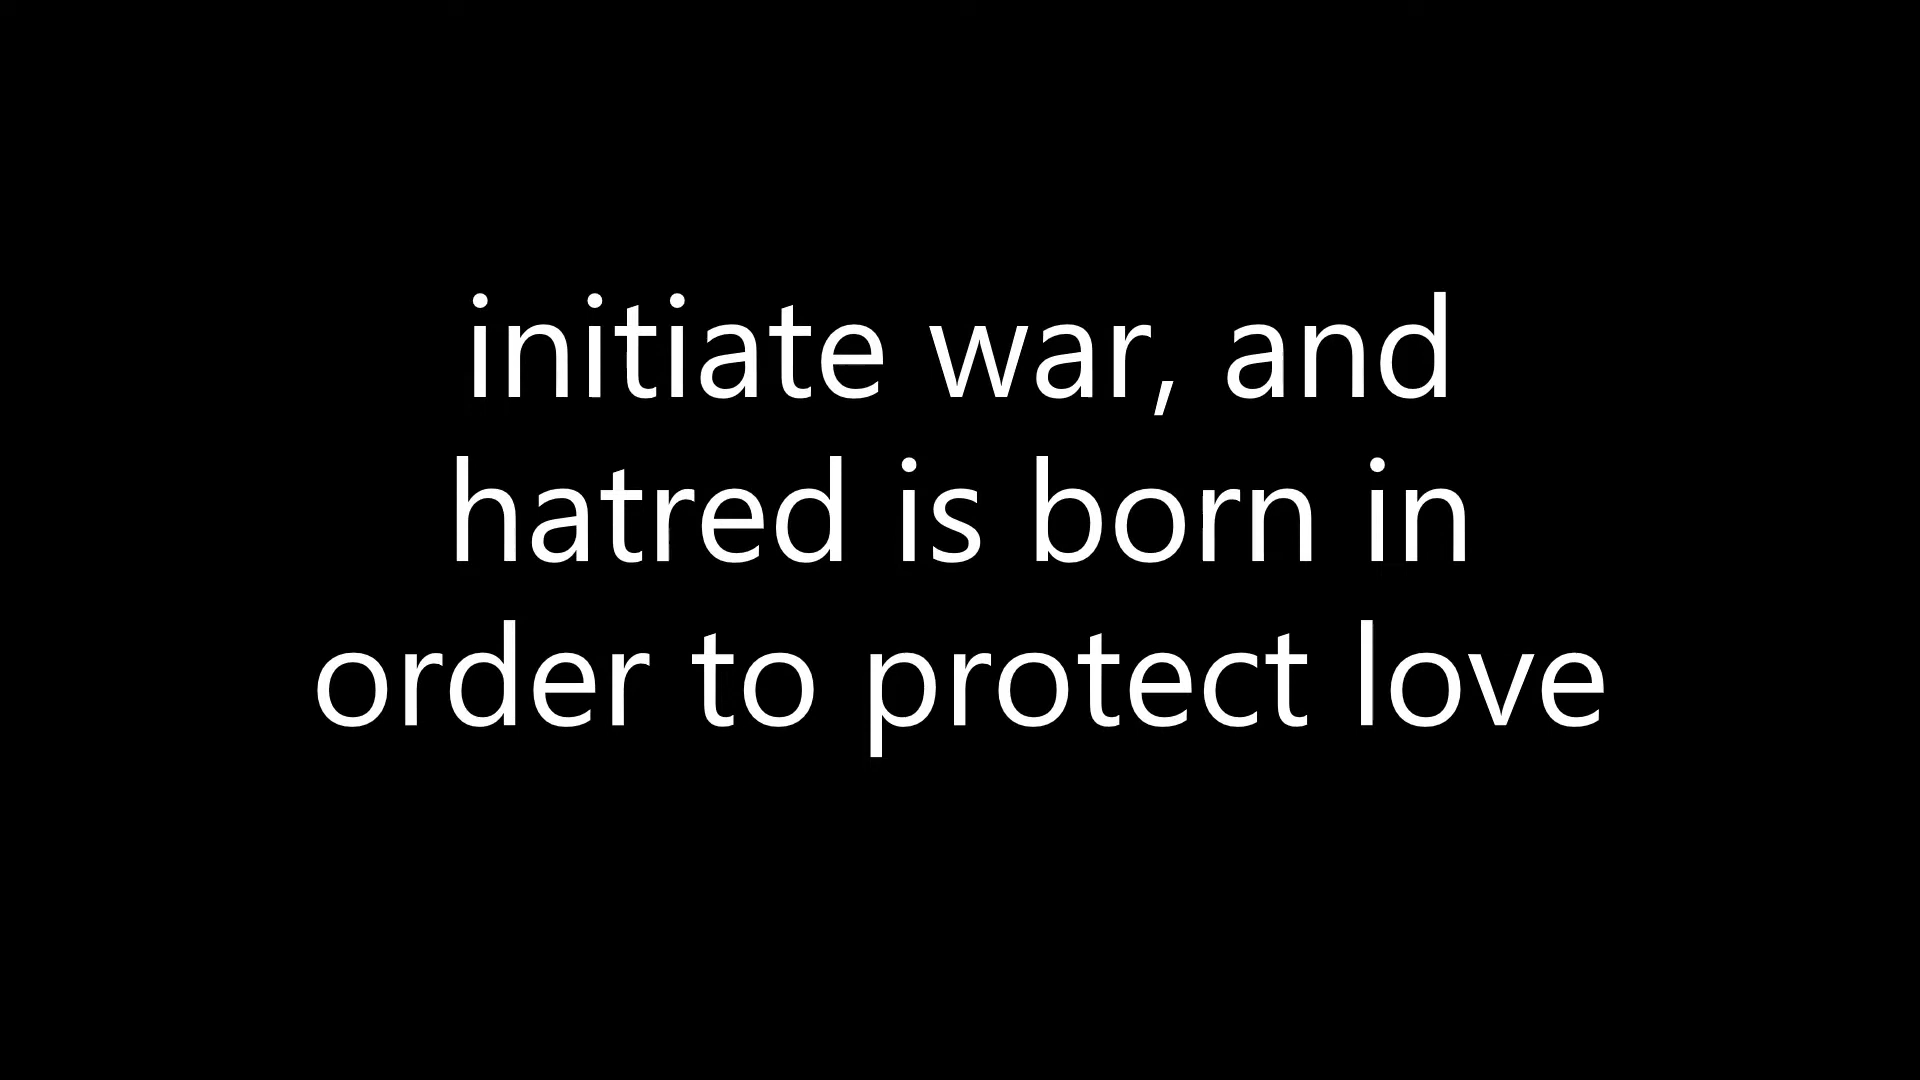 initiate war, and
hatred is born in
order to protect love